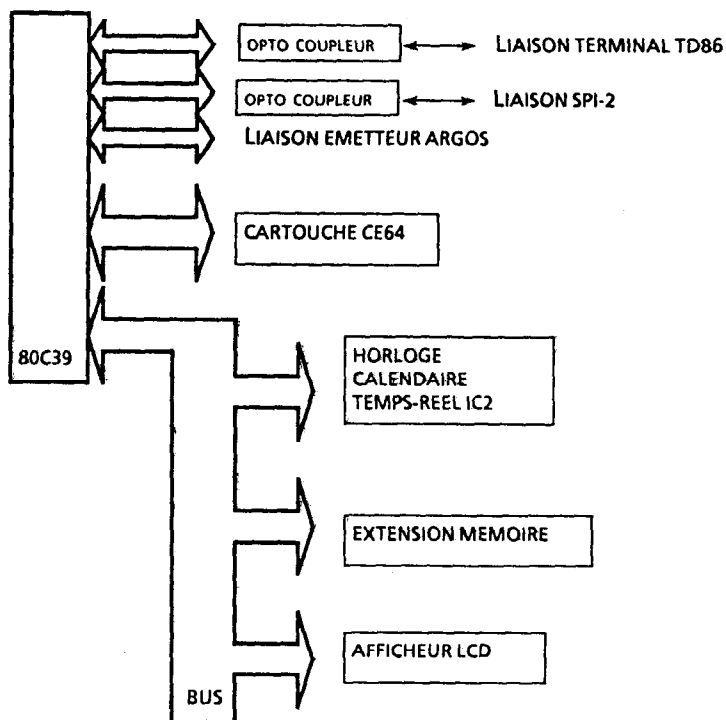 OPTO COUPLEUR
LIAISON TERMINAL TD86
OPTO COUPLEUR
LIAISON SPI-2
LIAISON EMETTEUR ARGOS
CARTOUCHE CE64
80C39
HORLOGE
CALENDAIRE
TEMPS-REEL IC2
EXTENSION MEMOIRE
AFFICHEUR LCD
BUS